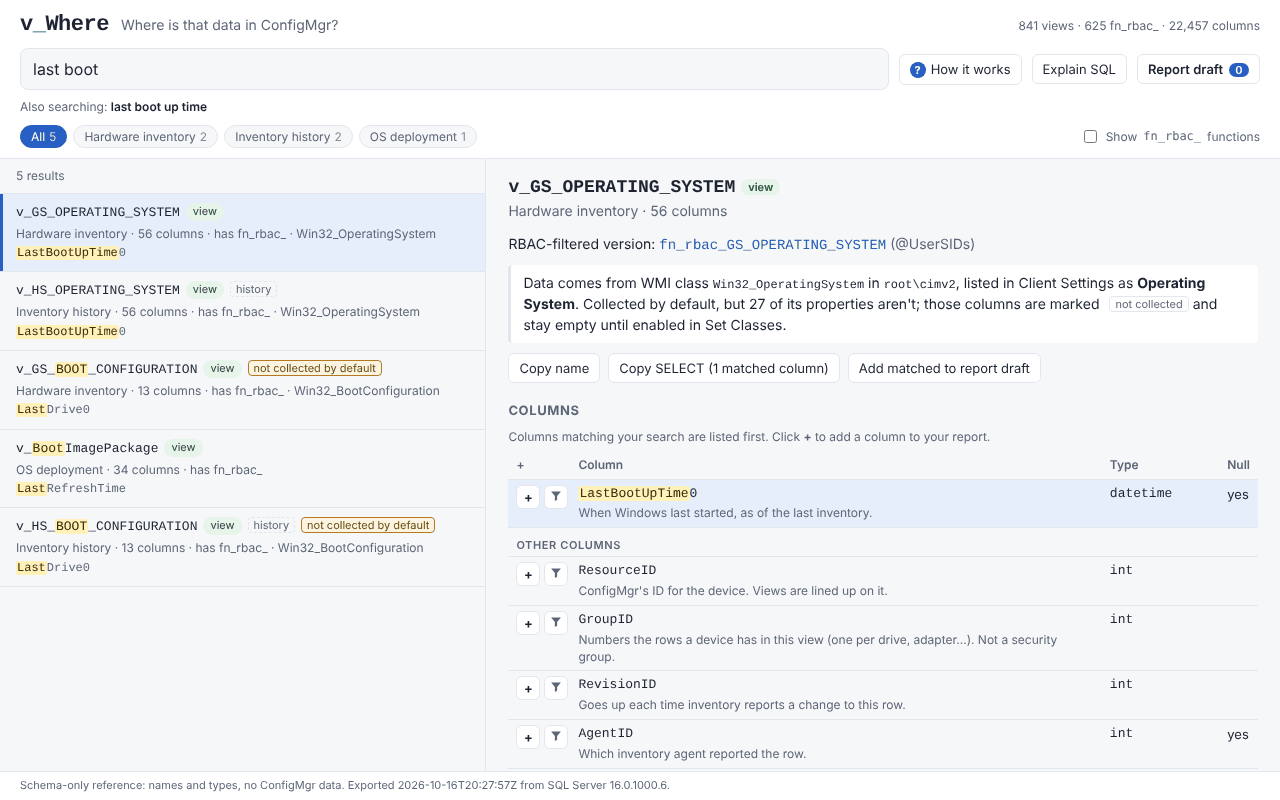 v_Where Where is that data in ConfigMgr?
841 views · 625 fn_rbac_ · 22,457 columns
last boot
? How it works
Explain SQL
Report draft 0
Also searching: last boot up time
All 5
Hardware inventory 2
Inventory history 2
OS deployment 1
Show fn_rbac_ functions
5 results
v_GS_OPERATING_SYSTEM view
Hardware inventory · 56 columns · has fn_rbac_ · Win32_OperatingSystem
LastBootUpTime0
v_HS_OPERATING_SYSTEM view history
Inventory history · 56 columns · has fn_rbac_ · Win32_OperatingSystem
LastBootUpTime0
v_GS_BOOT_CONFIGURATION view not collected by default
Hardware inventory · 13 columns · has fn_rbac_ · Win32_BootConfiguration
LastDrive0
v_BootImagePackage view
OS deployment · 34 columns · has fn_rbac_
LastRefreshTime
v_HS_BOOT_CONFIGURATION view history not collected by default
Inventory history · 13 columns · has fn_rbac_ · Win32_BootConfiguration
LastDrive0
v_GS_OPERATING_SYSTEM view
Hardware inventory · 56 columns
RBAC-filtered version: fn_rbac_GS_OPERATING_SYSTEM (@UserSIDs)
Data comes from WMI class Win32_OperatingSystem in root\cimv2, listed in Client Settings as Operating
System. Collected by default, but 27 of its properties aren't; those columns are marked not collected and
stay empty until enabled in Set Classes.
Copy name
Copy SELECT (1 matched column)
Add matched to report draft
COLUMNS
Columns matching your search are listed first. Click + to add a column to your report.
+ Column Type Null
+ LastBootUpTime0 datetime yes
When Windows last started, as of the last inventory.
OTHER COLUMNS
+ ResourceID int
ConfigMgr's ID for the device. Views are lined up on it.
+ GroupID int
Numbers the rows a device has in this view (one per drive, adapter…). Not a security
group.
+ RevisionID int
Goes up each time inventory reports a change to this row.
+ AgentID int yes
Which inventory agent reported the row.
Schema-only reference: names and types, no ConfigMgr data. Exported 2026-10-16T20:27:57Z from SQL Server 16.0.1000.6.